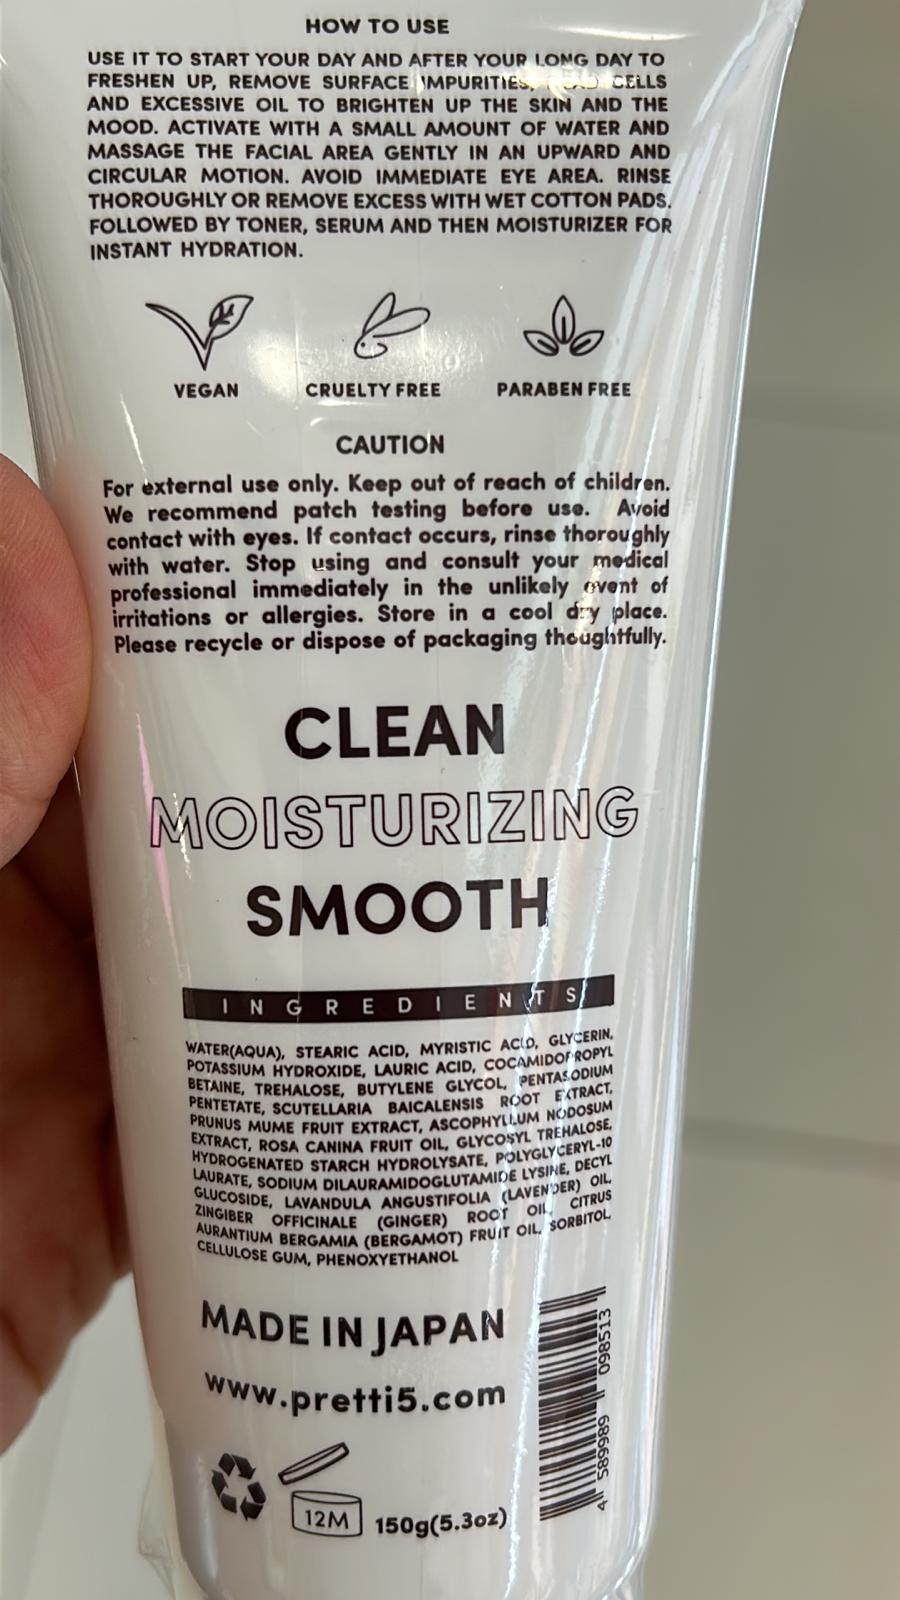 HOW TO USE
USE IT TO START YOUR DAY AND AFTER YOUR LONG DAY TO
FRESHEN UP, REMOVE SURFACE IMPURITIES, DEAD CELLS
AND EXCESSIVE OIL TO BRIGHTEN UP THE SKIN AND THE
MOOD. ACTIVATE WITH A SMALL AMOUNT OF WATER AND
MASSAGE THE FACIAL AREA GENTLY IN AN UPWARD AND
CIRCULAR MOTION. AVOID IMMEDIATE EYE AREA. RINSE
THOROUGHLY OR REMOVE EXCESS WITH WET COTTON PADS.
FOLLOWED BY TONER, SERUM AND THEN MOISTURIZER FOR
INSTANT HYDRATION.
VEGAN CRUELTY FREE PARABEN FREE
CAUTION
For external use only. Keep out of reach of children.
We recommend patch testing before use. Avoid
contact with eyes. If contact occurs, rinse thoroughly
with water. Stop using and consult your medical
professional immediately in the unlikely event of
irritations or allergies. Store in a cool dry place.
Please recycle or dispose of packaging thoughtfully.
CLEAN
MOISTURIZING
SMOOTH
INGREDIENTS
WATER(AQUA), STEARIC ACID, MYRISTIC ACID, GLYCERIN,
POTASSIUM HYDROXIDE, LAURIC ACID, COCAMIDOPROPYL
BETAINE, TREHALOSE, BUTYLENE GLYCOL, PENTASODIUM
PENTETATE, SCUTELLARIA BAICALENSIS ROOT EXTRACT,
PRUNUS MUME FRUIT EXTRACT, ASCOPHYLLUM NODOSUM
EXTRACT, ROSA CANINA FRUIT OIL, GLYCOSYL TREHALOSE,
HYDROGENATED STARCH HYDROLYSATE, POLYGLYCERYL-10
LAURATE, SODIUM DILAURAMIDOGLUTAMIDE LYSINE, DECYL
GLUCOSIDE, LAVANDULA ANGUSTIFOLIA (LAVENDER) OIL,
ZINGIBER OFFICINALE (GINGER) ROOT OIL, CITRUS
AURANTIUM BERGAMIA (BERGAMOT) FRUIT OIL, SORBITOL,
CELLULOSE GUM, PHENOXYETHANOL
MADE IN JAPAN
www.pretti5.com
12M 150g(5.3oz)
4 589989 098513